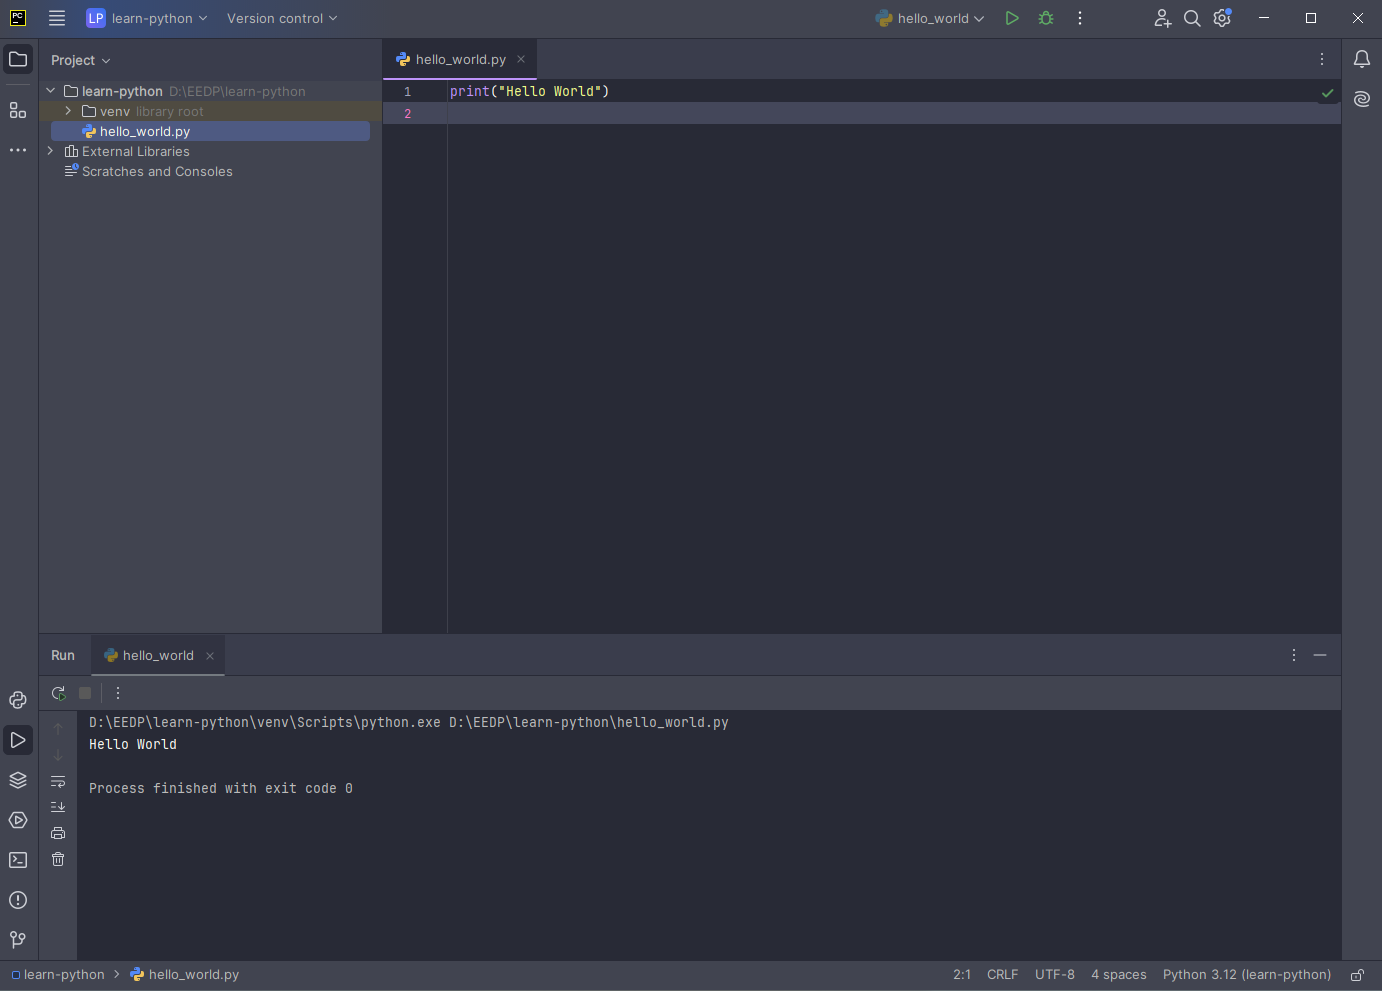 PC LP learn-python Version control hello_world
Project
hello_world.py
learn-python D:\EEDP\learn-python
venv library root
hello_world.py
External Libraries
Scratches and Consoles
1 print("Hello World")
2
Run hello_world
D:\EEDP\learn-python\venv\Scripts\python.exe D:\EEDP\learn-python\hello_world.py
Hello World
Process finished with exit code 0
learn-python hello_world.py 2:1 CRLF UTF-8 4 spaces Python 3.12 (learn-python)